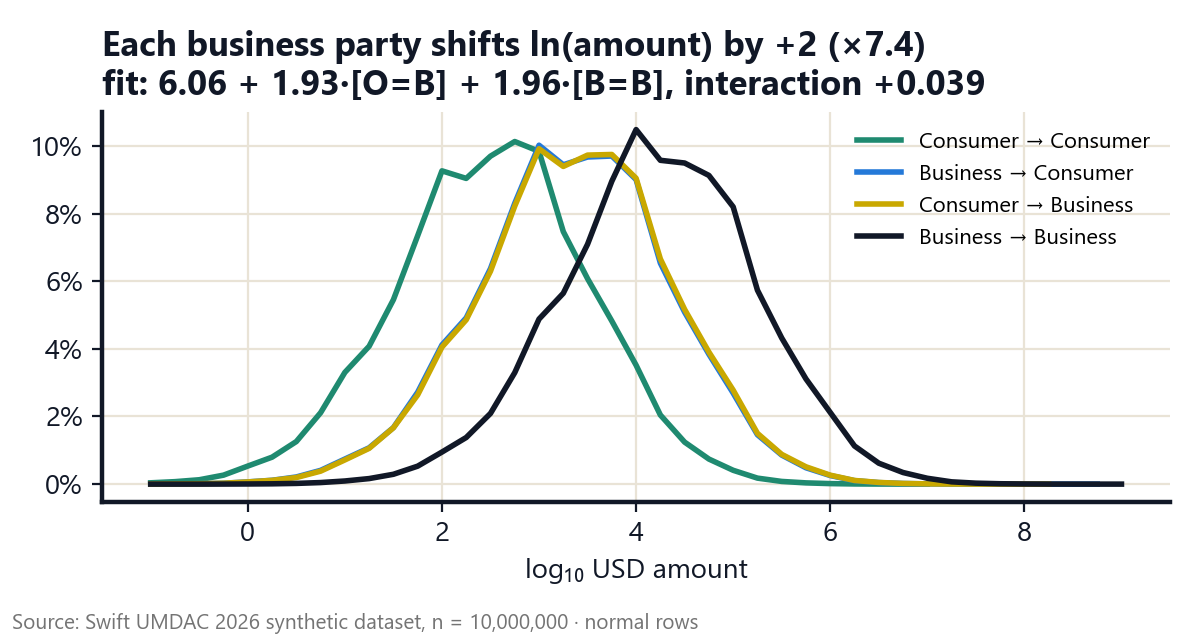 Each business party shifts ln(amount) by +2 (×7.4)
fit: 6.06 + 1.93·[O=B] + 1.96·[B=B], interaction +0.039
10%
8%
6%
4%
2%
0%
Consumer → Consumer
Business → Consumer
Consumer → Business
Business → Business
0 2 4 6 8
log₁₀ USD amount
Source: Swift UMDAC 2026 synthetic dataset, n = 10,000,000 · normal rows